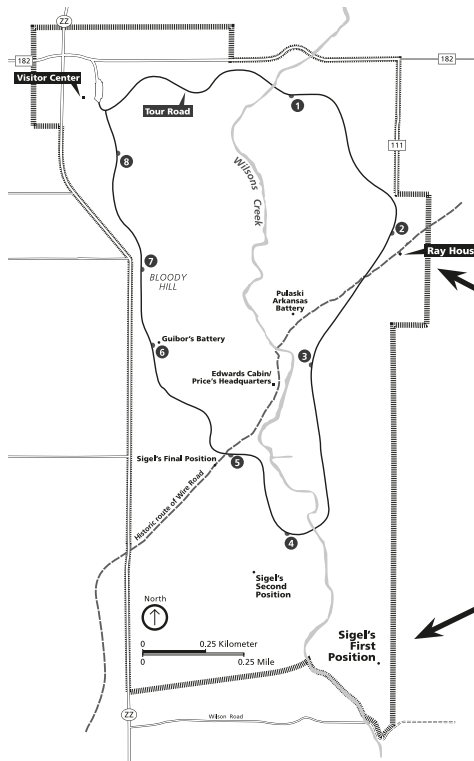 ZZ
182
182
Visitor Center
Tour Road
1
111
8
Wilsons Creek
2
Ray Hous
7
BLOODY
HILL
Pulaski
Arkansas
Battery
Guibor's Battery
6
3
Edwards Cabin/
Price's Headquarters
Sigel's Final Position
5
Historic route of Wire Road
4
Sigel's
Second
Position
North
0 0.25 Kilometer
0 0.25 Mile
Sigel's
First
Position
ZZ
Wilson Road